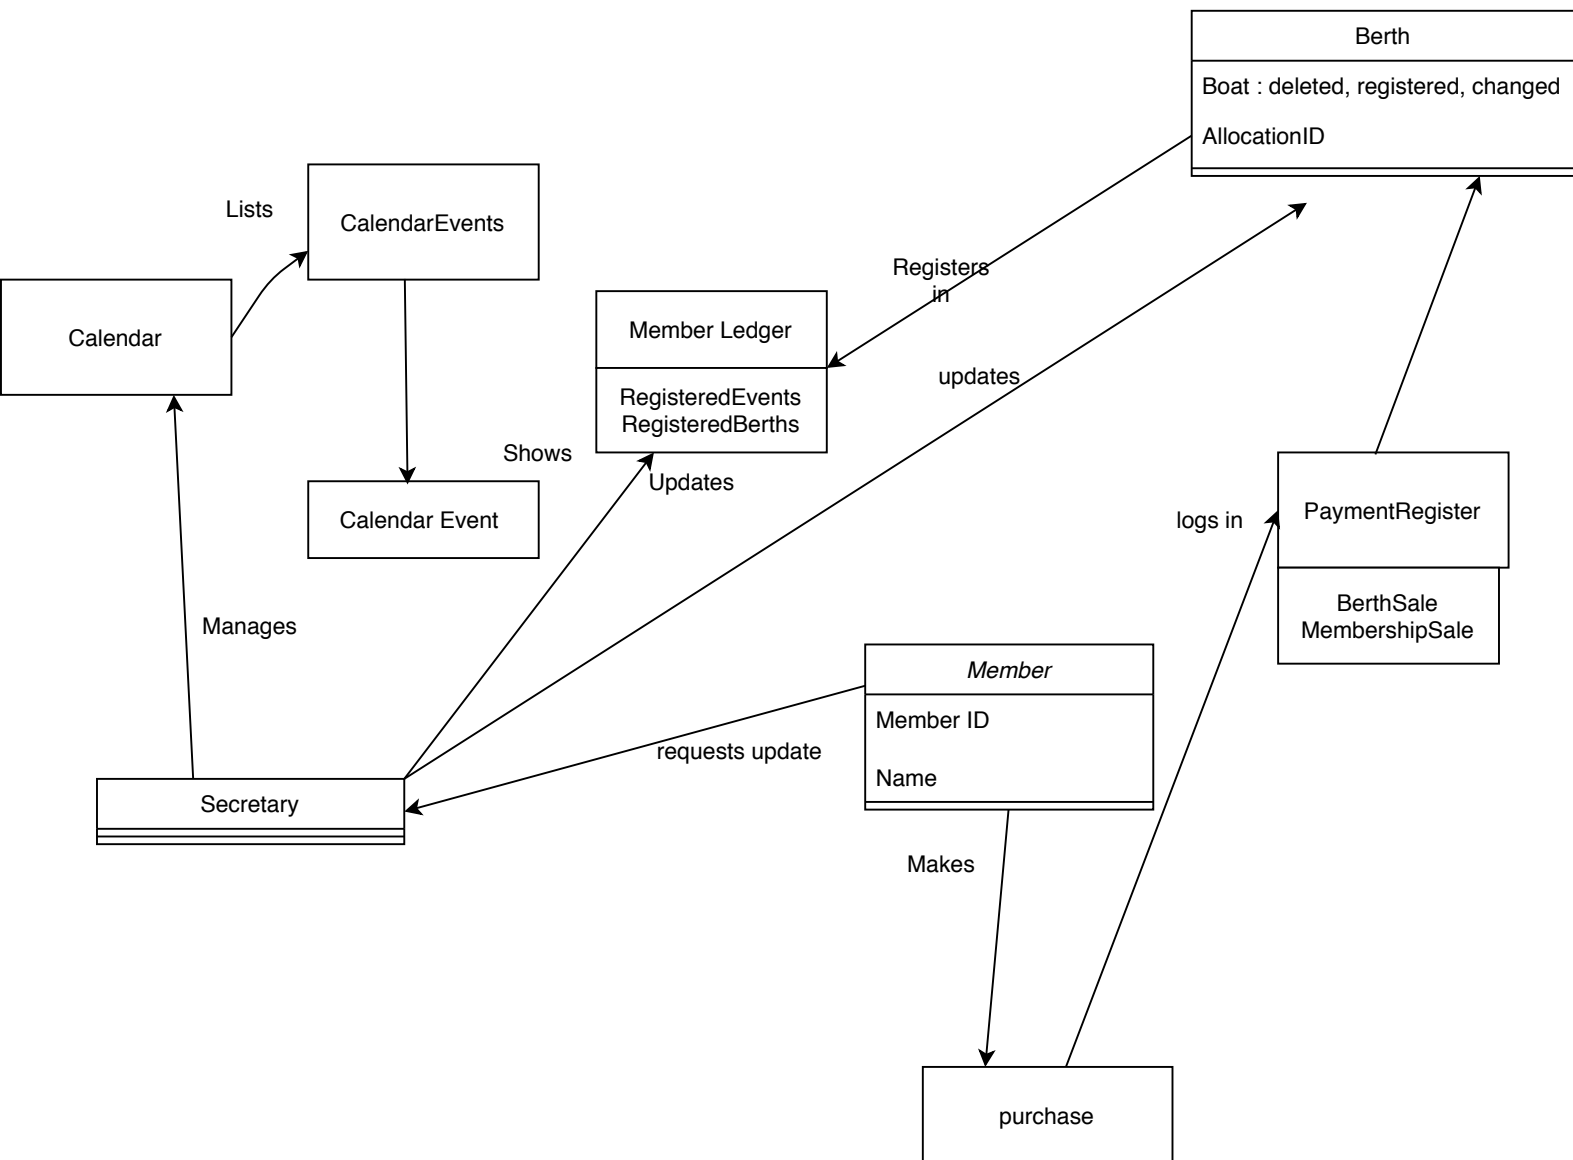 Berth
Boat : deleted, registered, changed
AllocationID
Lists
CalendarEvents
Registers
in
Calendar
Member Ledger
updates
RegisteredEvents
RegisteredBerths
Shows
Updates
Calendar Event
logs in
PaymentRegister
BerthSale
MembershipSale
Manages
Member
Member ID
requests update
Name
Secretary
Makes
purchase